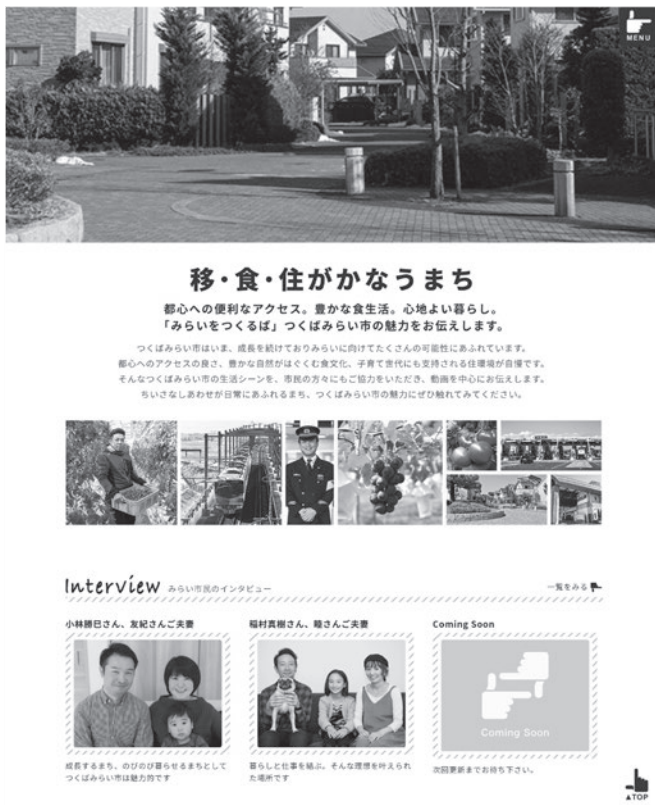 MENU
移・食・住がかなうまち
都心への便利なアクセス。豊かな食生活。心地よい暮らし。
「みらいをつくるば」つくばみらい市の魅力をお伝えします。
つくばみらい市はいま、成長を続けておりみらいに向けてたくさんの可能性にあふれています。
都心へのアクセスの良さ、豊かな自然がはぐくむ食文化、子育て世代にも支持される住環境が自慢です。
そんなつくばみらい市の生活シーンを、市民の方々にもご協力をいただき、動画を中心にお伝えします。
ちいさなしあわせが日常にあふれるまち、つくばみらい市の魅力にぜひ触れてみてください。
Interview みらい市民のインタビュー 一覧をみる
小林勝巳さん、友紀さんご夫妻
成長するまち、のびのび暮らせるまちとして
つくばみらい市は魅力的です
稲村真樹さん、睦さんご夫妻
暮らしと仕事を結ぶ。そんな理想を叶えられ
た場所です
Coming Soon
Coming Soon
次回更新までお待ち下さい。
▲TOP